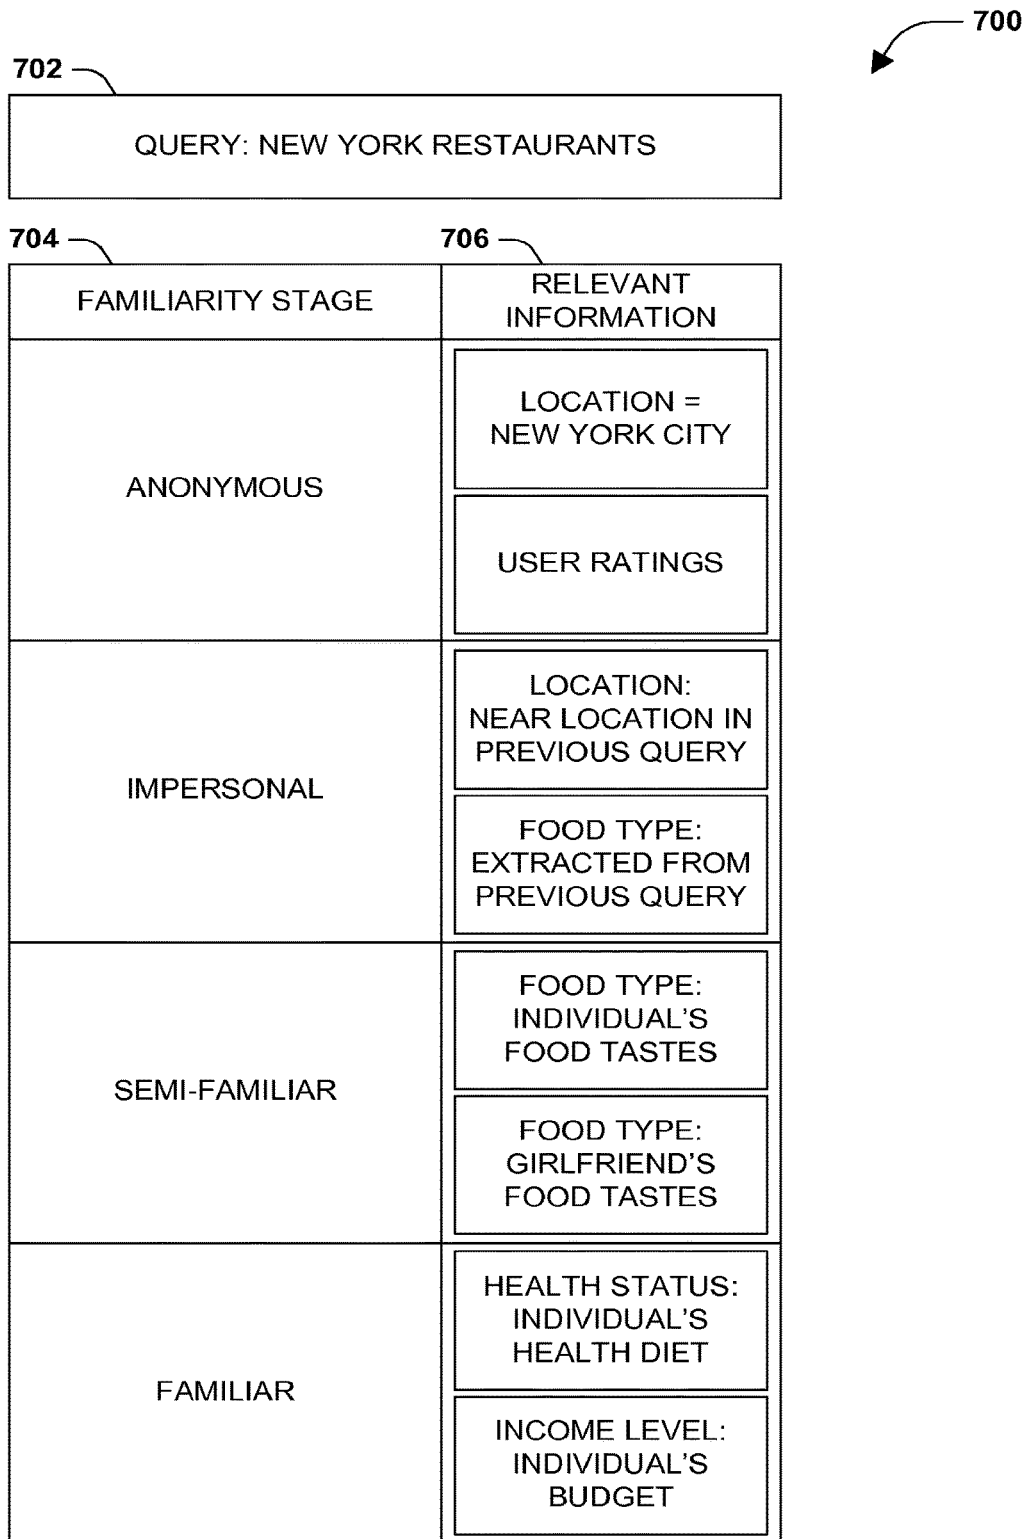 700
702
QUERY: NEW YORK RESTAURANTS
704
706
FAMILIARITY STAGE
RELEVANT
INFORMATION
ANONYMOUS
LOCATION =
NEW YORK CITY
USER RATINGS
IMPERSONAL
LOCATION:
NEAR LOCATION IN
PREVIOUS QUERY
FOOD TYPE:
EXTRACTED FROM
PREVIOUS QUERY
SEMI-FAMILIAR
FOOD TYPE:
INDIVIDUAL'S
FOOD TASTES
FOOD TYPE:
GIRLFRIEND'S
FOOD TASTES
FAMILIAR
HEALTH STATUS:
INDIVIDUAL'S
HEALTH DIET
INCOME LEVEL:
INDIVIDUAL'S
BUDGET